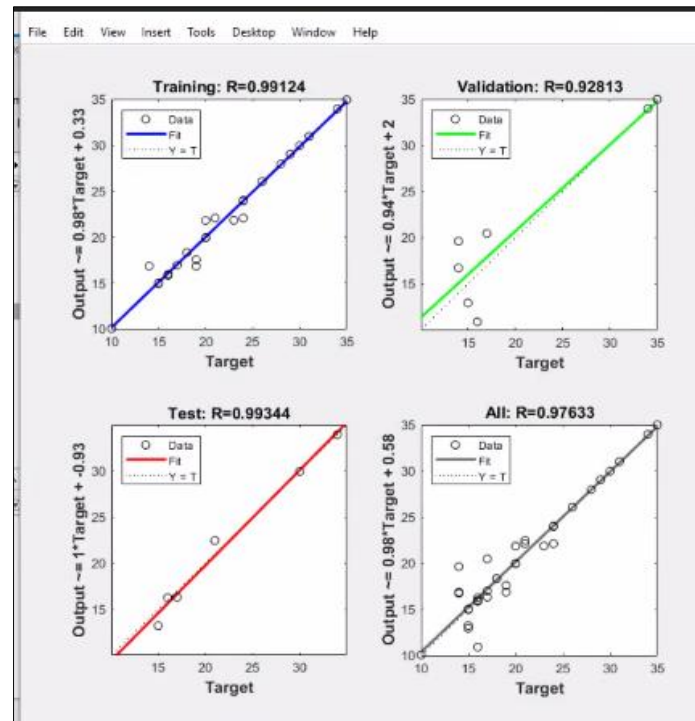 File Edit View Insert Tools Desktop Window Help
Training: R=0.99124
Output ~= 0.98*Target + 0.33
35
30
25
20
15
10
Data
Fit
Y = T
10 15 20 25 30 35
Target
Validation: R=0.92813
Output ~= 0.94*Target + 2
35
30
25
20
15
Data
Fit
Y = T
15 20 25 30 35
Target
Test: R=0.99344
Output ~= 1*Target + -0.93
30
25
20
15
Data
Fit
Y = T
15 20 25 30
Target
All: R=0.97633
Output ~= 0.98*Target + 0.58
35
30
25
20
15
10
Data
Fit
Y = T
10 15 20 25 30 35
Target